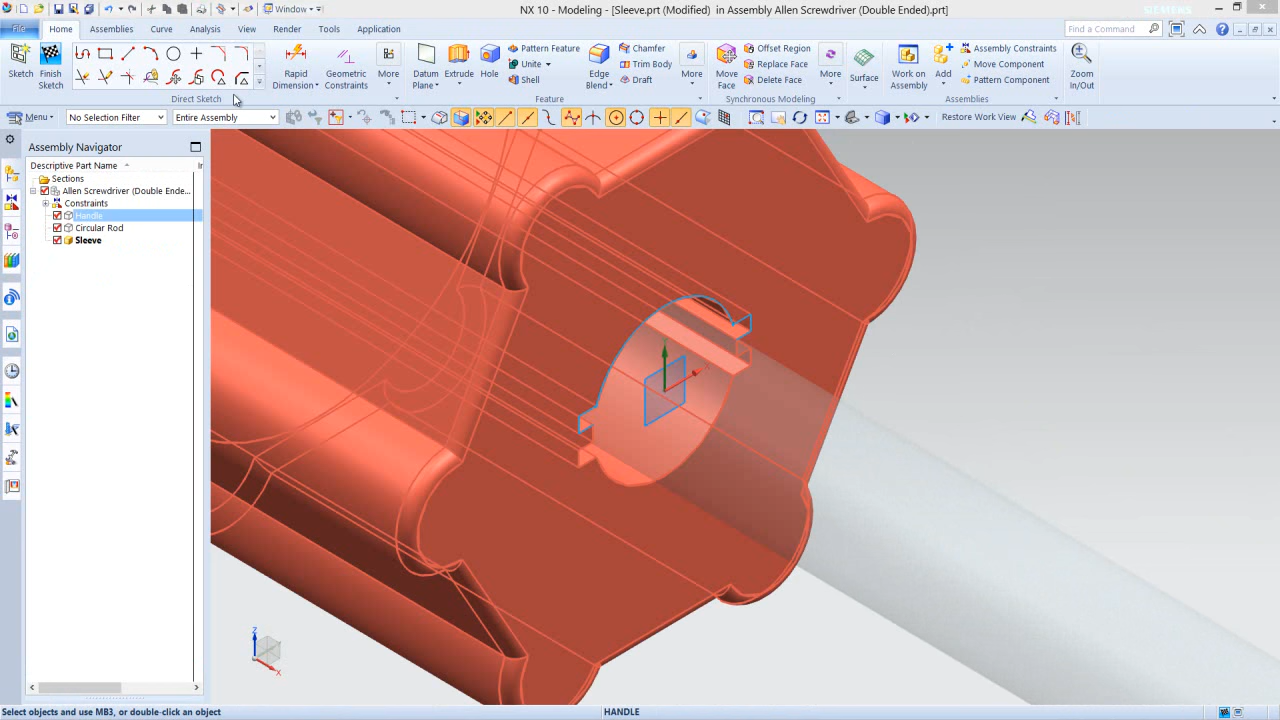 Window
NX 10 - Modeling - [Sleeve.prt (Modified) in Assembly Allen Screwdriver (Double Ended).prt]
SIEMENS
File
Home
Assemblies
Curve
Analysis
View
Render
Tools
Application
Find a Command
Sketch
Finish Sketch
Direct Sketch
Rapid Dimension
Geometric Constraints
More
Datum Plane
Extrude
Hole
Pattern Feature
Unite
Shell
Edge Blend
Chamfer
Trim Body
Draft
More
Feature
Move Face
Offset Region
Replace Face
Delete Face
More
Synchronous Modeling
Surface
Work on Assembly
Add
Assembly Constraints
Move Component
Pattern Component
Assemblies
Zoom In/Out
Menu
No Selection Filter
Entire Assembly
Restore Work View
Assembly Navigator
Descriptive Part Name
Ir
Sections
Allen Screwdriver (Double Ende...
Constraints
Handle
Circular Rod
Sleeve
Z
X
Select objects and use MB3, or double-click an object
HANDLE